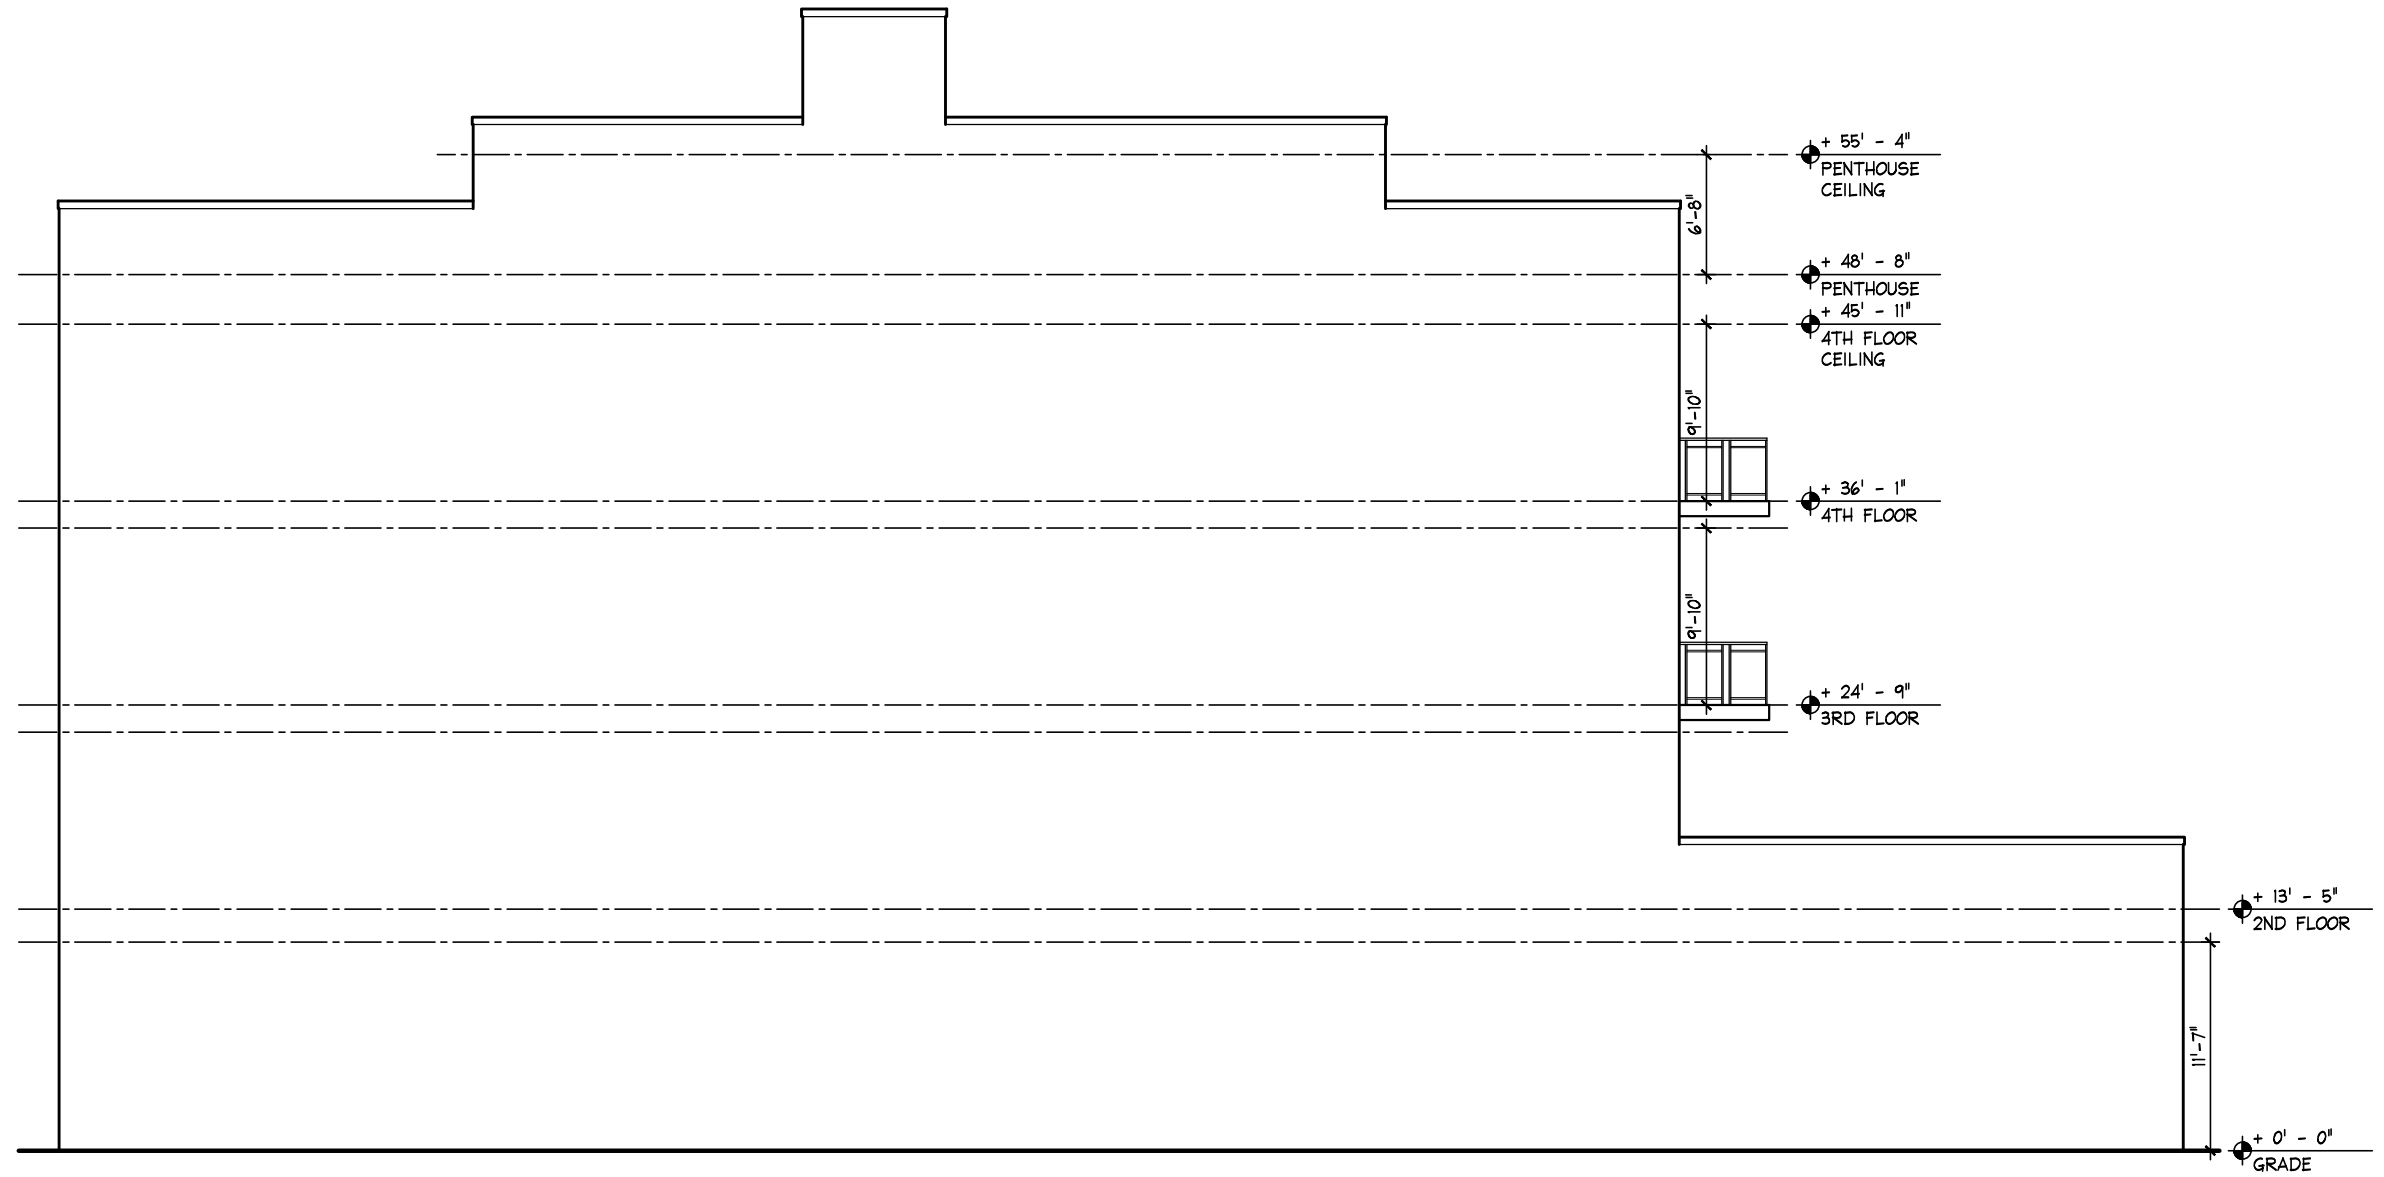 + 55' - 4"
PENTHOUSE
CEILING
6'-8"
+ 48' - 8"
PENTHOUSE
+ 45' - 11"
4TH FLOOR
CEILING
9'-10"
+ 36' - 1"
4TH FLOOR
9'-10"
+ 24' - 9"
3RD FLOOR
+ 13' - 5"
2ND FLOOR
11'-7"
+ 0' - 0"
GRADE